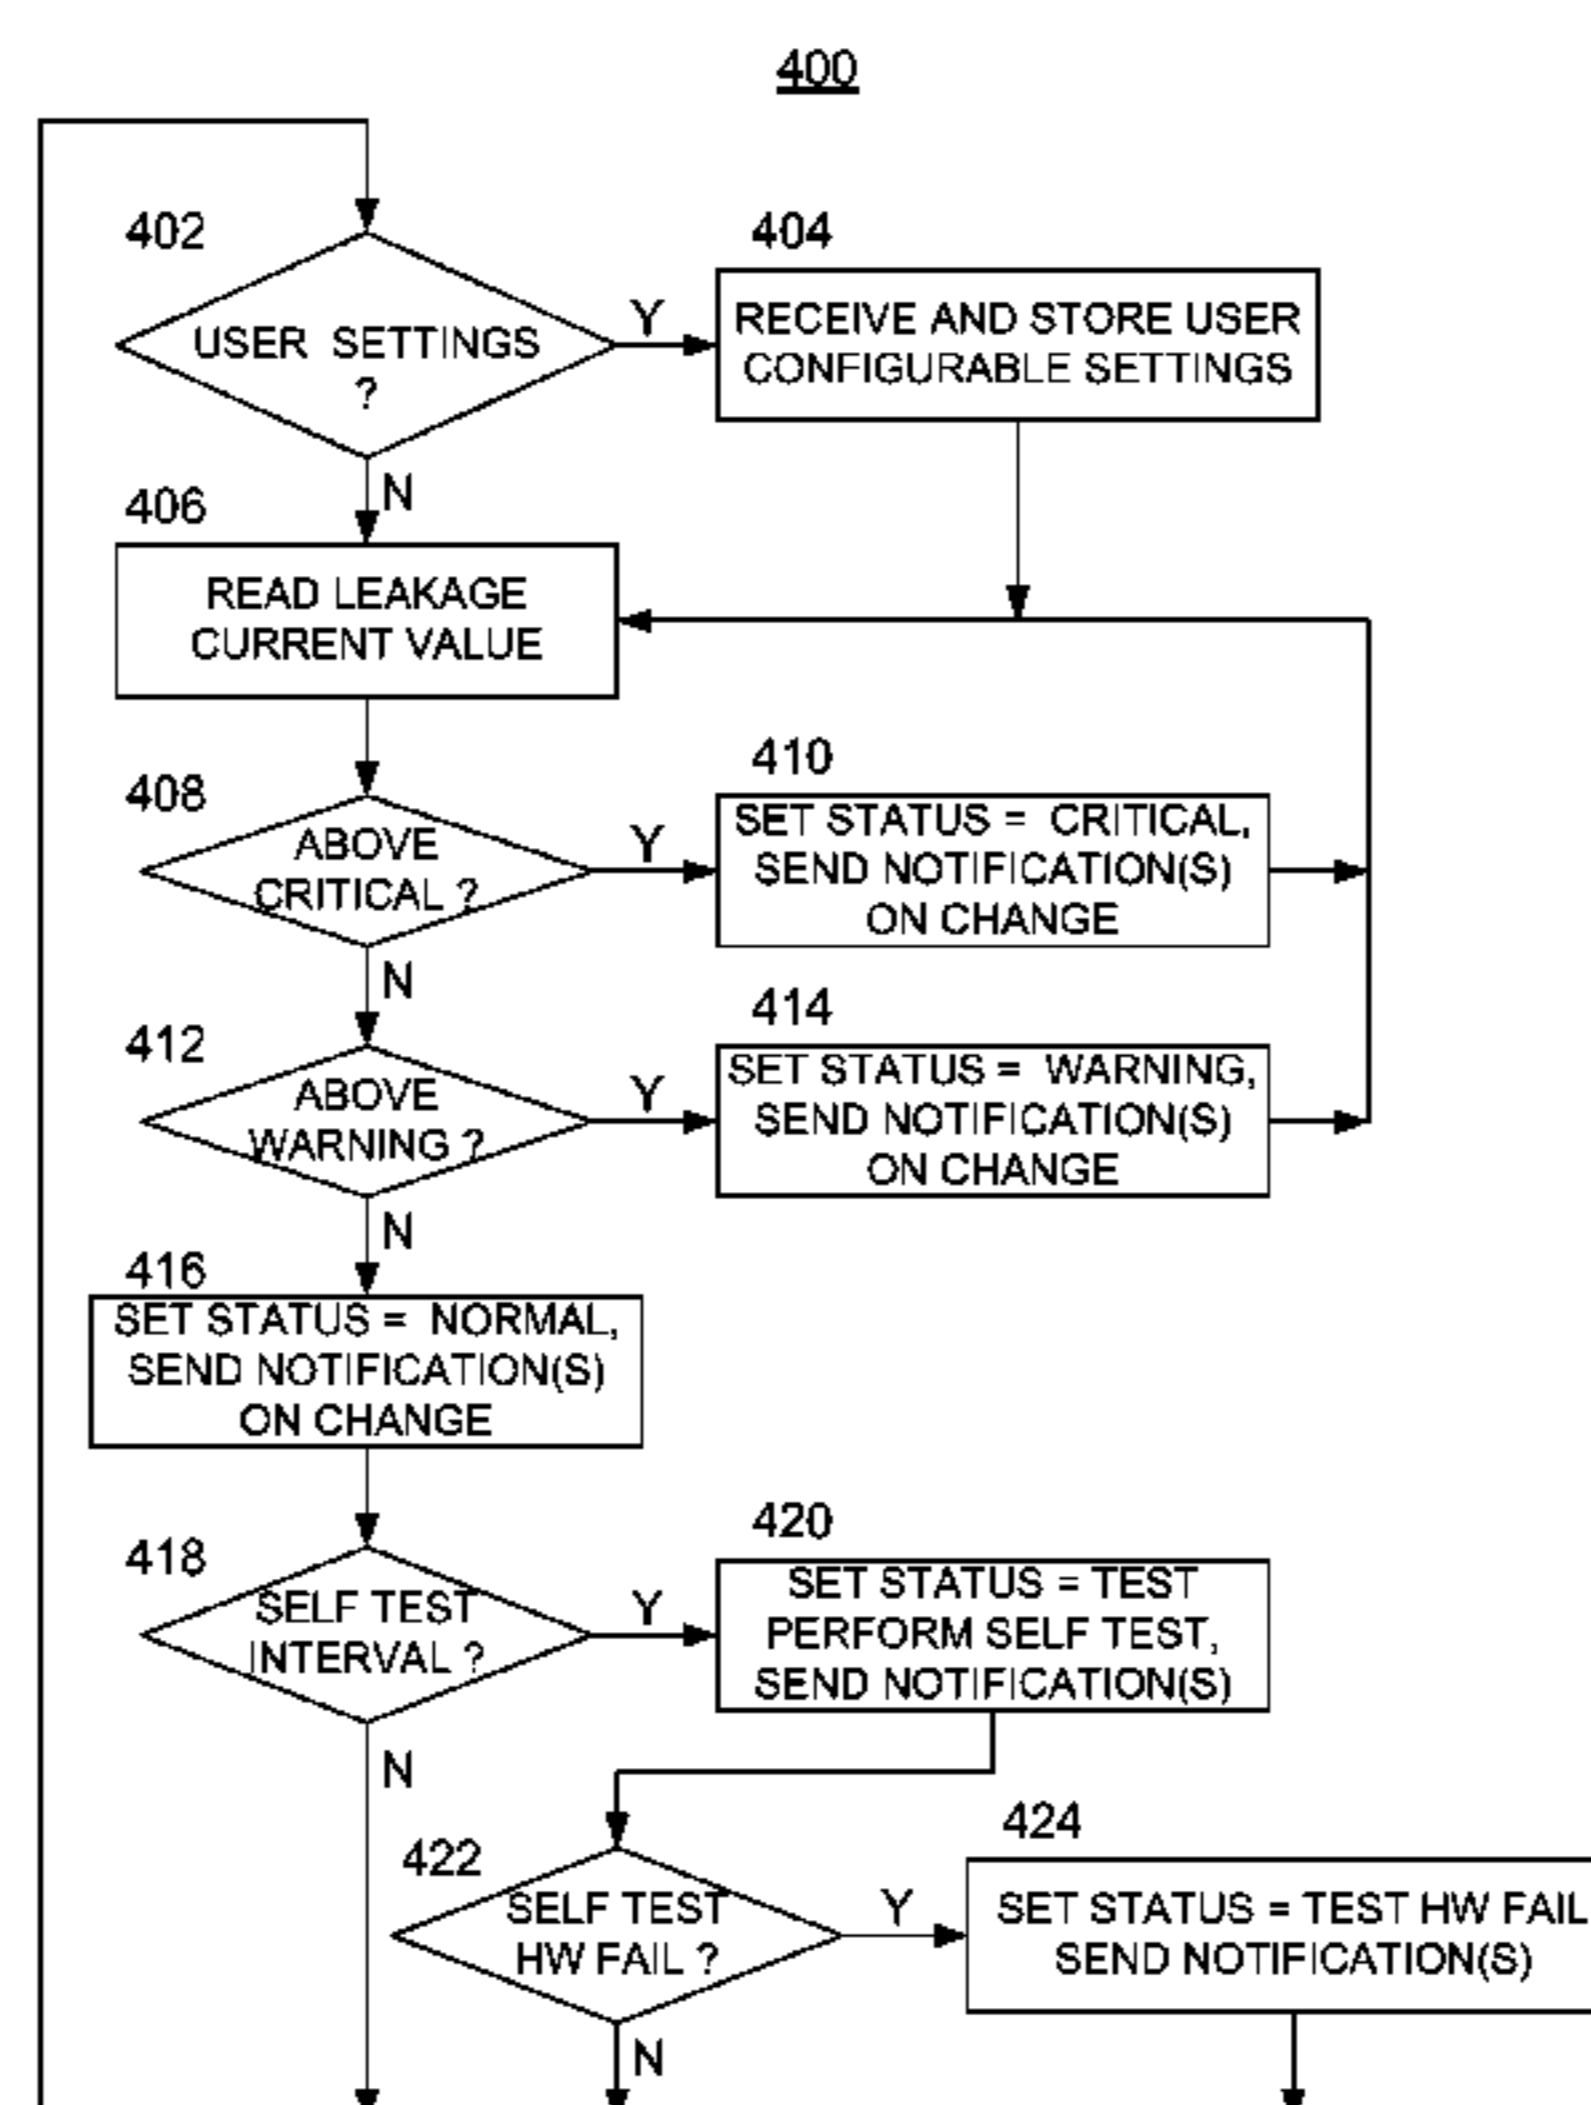 400
402
USER SETTINGS
?
Y
404
RECEIVE AND STORE USER
CONFIGURABLE SETTINGS
N
406
READ LEAKAGE
CURRENT VALUE
408
ABOVE
CRITICAL ?
Y
410
SET STATUS = CRITICAL,
SEND NOTIFICATION(S)
ON CHANGE
N
412
ABOVE
WARNING ?
Y
414
SET STATUS = WARNING,
SEND NOTIFICATION(S)
ON CHANGE
N
416
SET STATUS = NORMAL,
SEND NOTIFICATION(S)
ON CHANGE
418
SELF TEST
INTERVAL ?
Y
420
SET STATUS = TEST
PERFORM SELF TEST,
SEND NOTIFICATION(S)
N
422
SELF TEST
HW FAIL ?
Y
424
SET STATUS = TEST HW FAIL
SEND NOTIFICATION(S)
N